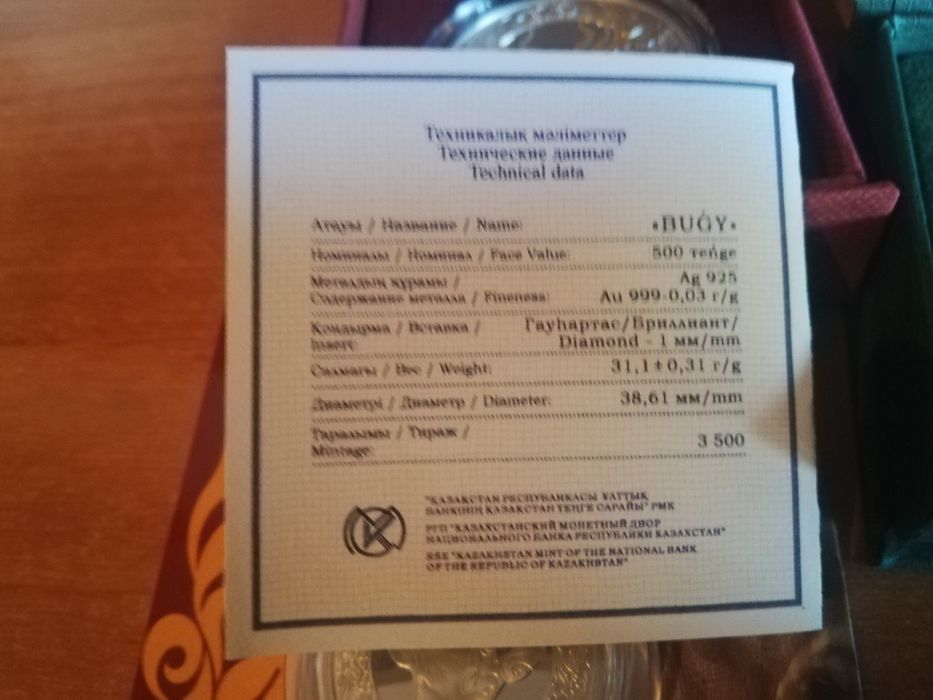 Техникалық мәліметтер
Технические данные
Technical data
Атауы / Название / Name: «BUǴY»
Номиналы / Номинал / Face Value: 500 теńge
Металдың құрамы / Ag 925
Содержание металла / Fineness: Au 999-0,03 г/g
Қондырма / Вставка / Гауһартас/Бриллиант/
Insert: Diamond - 1 мм/mm
Салмағы / Вес / Weight: 31,1±0,31 г/g
Диаметрі / Диаметр / Diameter: 38,61 мм/mm
Таралымы / Тираж / 3 500
Mintage:
"ҚАЗАҚСТАН РЕСПУБЛИКАСЫ ҰЛТТЫҚ
БАНКІНІҢ ҚАЗАҚСТАН ТЕҢГЕ САРАЙЫ" РМК
РГП "КАЗАХСТАНСКИЙ МОНЕТНЫЙ ДВОР
НАЦИОНАЛЬНОГО БАНКА РЕСПУБЛИКИ КАЗАХСТАН"
RSE "KAZAKHSTAN MINT OF THE NATIONAL BANK
OF THE REPUBLIC OF KAZAKHSTAN"